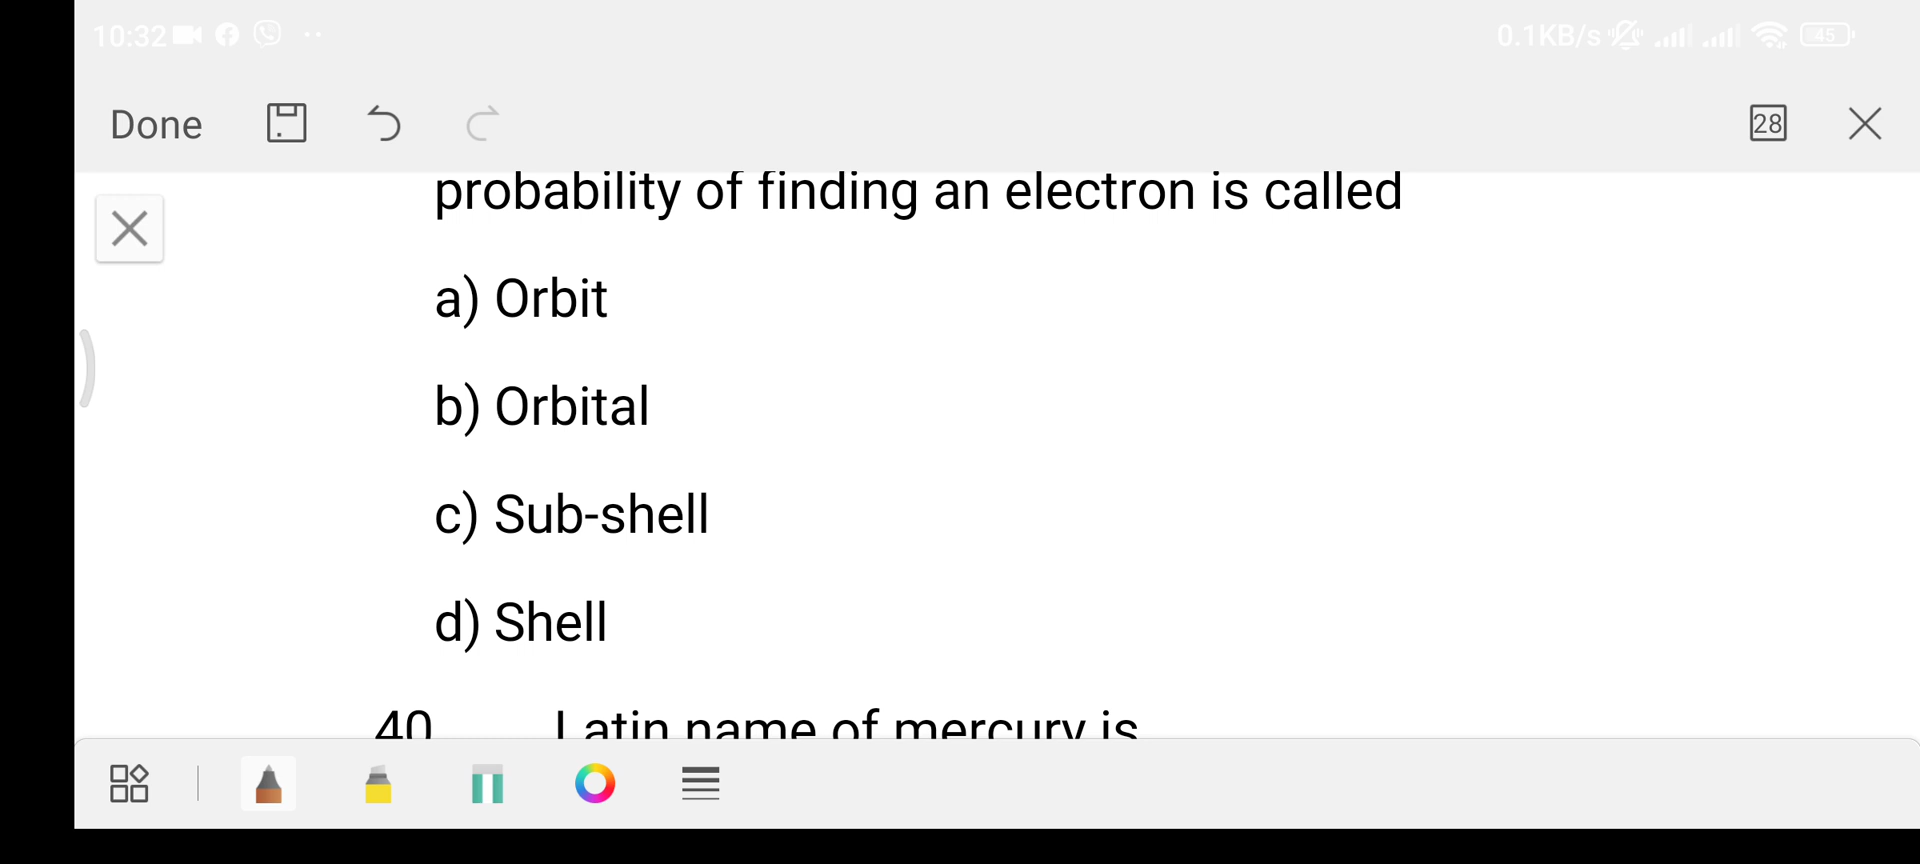 10:32
0.1KB/s
45
Done
28
probability of finding an electron is called
a) Orbit
b) Orbital
c) Sub-shell
d) Shell
40 Latin name of mercury is